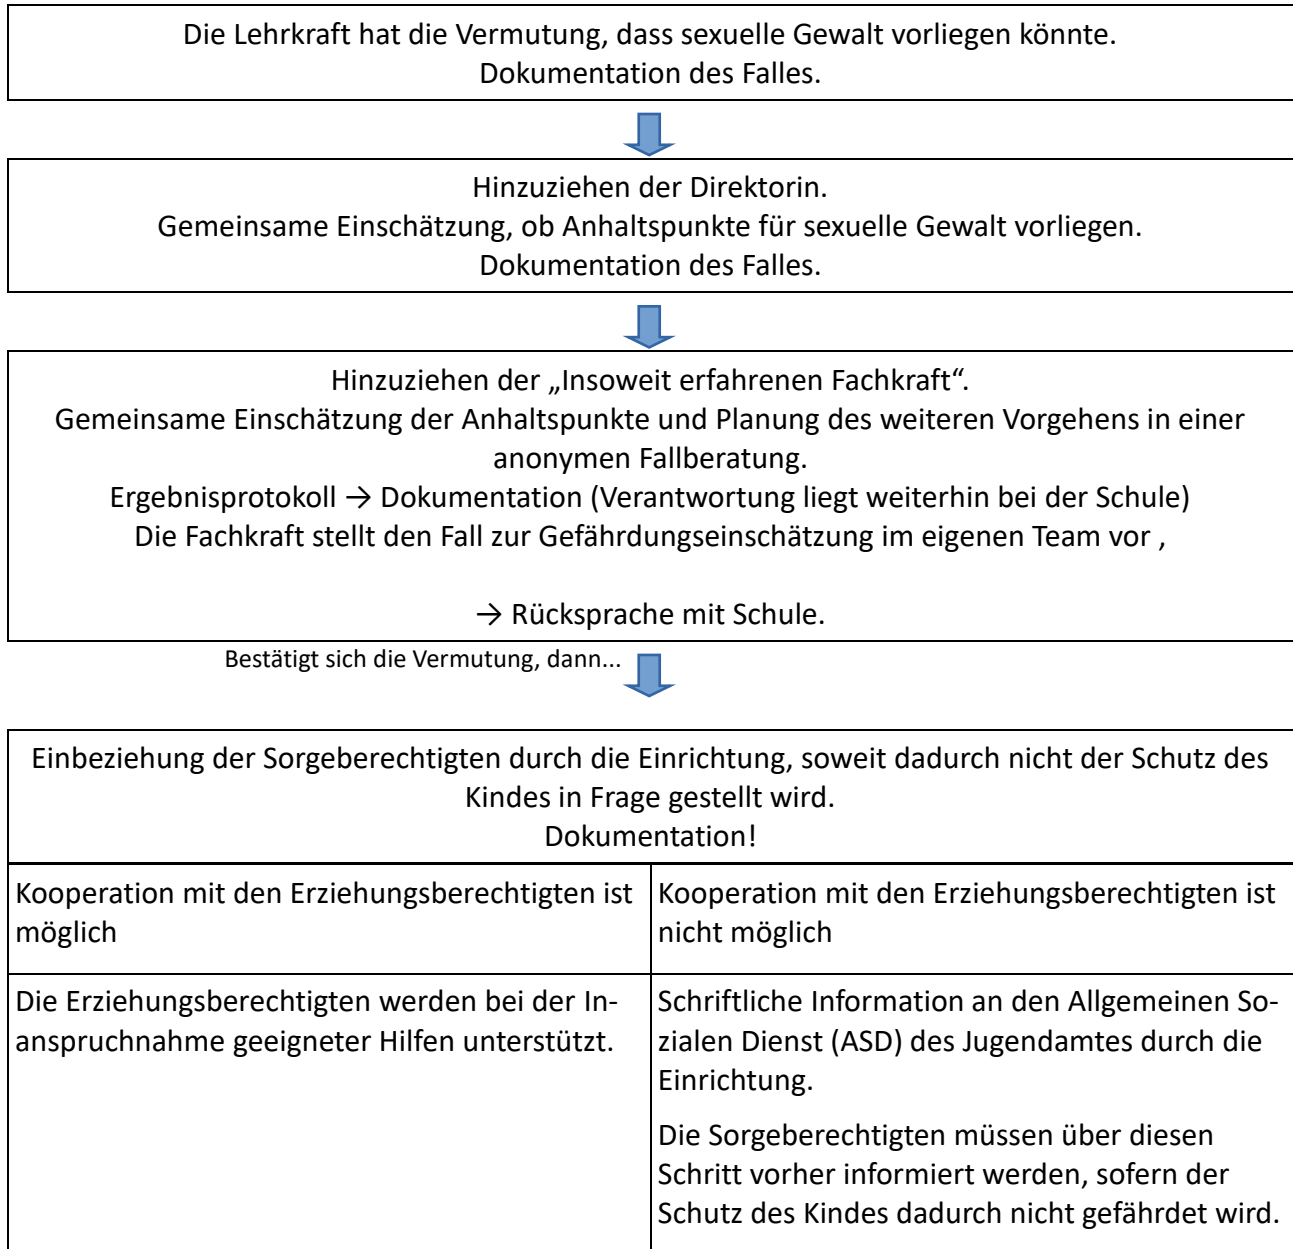 Die Lehrkraft hat die Vermutung, dass sexuelle Gewalt vorliegen könnte.
Dokumentation des Falles.
Hinzuziehen der Direktorin.
Gemeinsame Einschätzung, ob Anhaltspunkte für sexuelle Gewalt vorliegen.
Dokumentation des Falles.
Hinzuziehen der „Insoweit erfahrenen Fachkraft“.
Gemeinsame Einschätzung der Anhaltspunkte und Planung des weiteren Vorgehens in einer
anonymen Fallberatung.
Ergebnisprotokoll → Dokumentation (Verantwortung liegt weiterhin bei der Schule)
Die Fachkraft stellt den Fall zur Gefährdungseinschätzung im eigenen Team vor ,
→ Rücksprache mit Schule.
Bestätigt sich die Vermutung, dann...
Einbeziehung der Sorgeberechtigten durch die Einrichtung, soweit dadurch nicht der Schutz des
Kindes in Frage gestellt wird.
Dokumentation!
Kooperation mit den Erziehungsberechtigten ist
möglich
Kooperation mit den Erziehungsberechtigten ist
nicht möglich
Die Erziehungsberechtigten werden bei der In-
anspruchnahme geeigneter Hilfen unterstützt.
Schriftliche Information an den Allgemeinen So-
zialen Dienst (ASD) des Jugendamtes durch die
Einrichtung.
Die Sorgeberechtigten müssen über diesen
Schritt vorher informiert werden, sofern der
Schutz des Kindes dadurch nicht gefährdet wird.